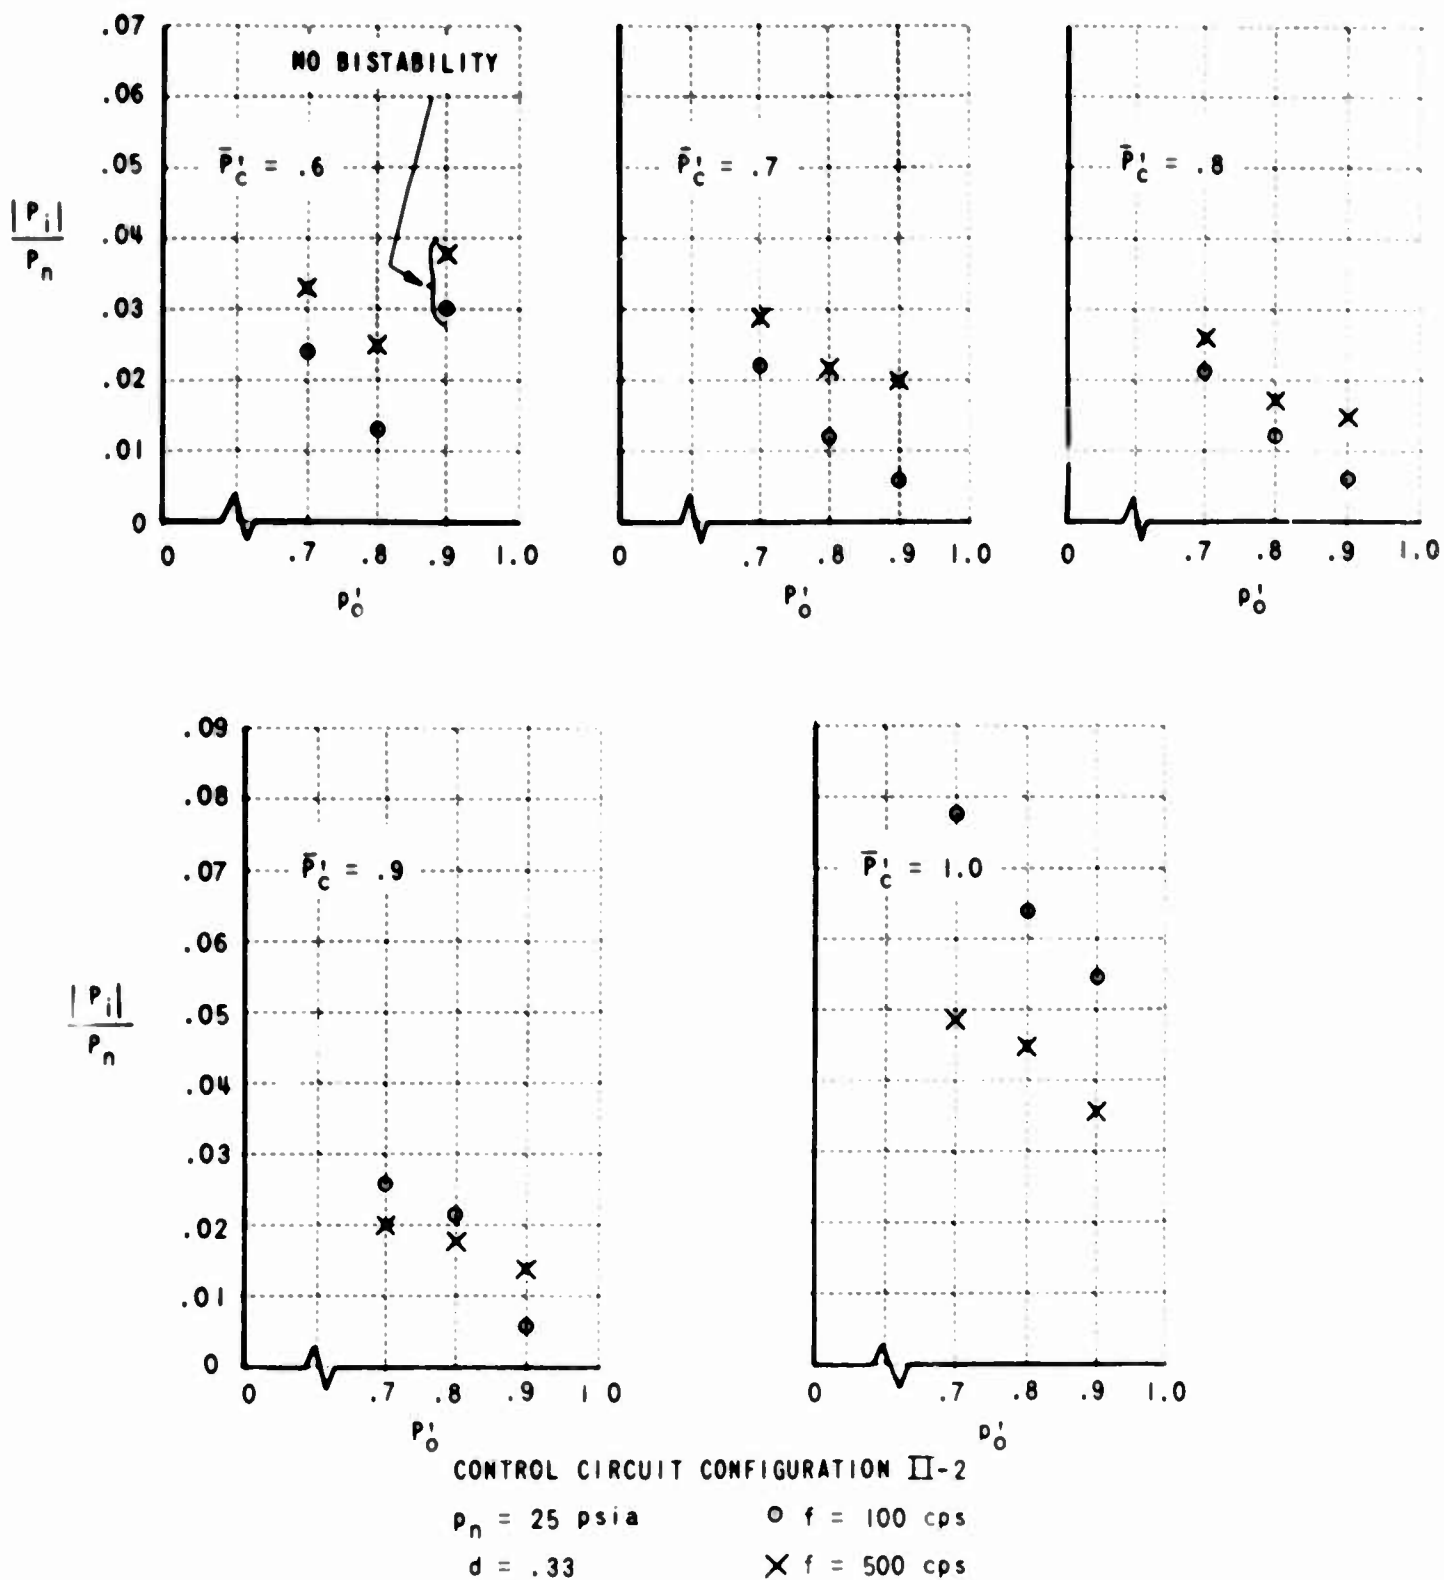 .07
.06
.05
.04
.03
.02
.01
0
|Pi|
Pn
NO BISTABILITY
P̄'c = .6
0 .7 .8 .9 1.0
p'o
P̄'c = .7
0 .7 .8 .9 1.0
P'o
P̄'c = .8
0 .7 .8 .9 1.0
p'o
.09
.08
.07
.06
.05
.04
.03
.02
.01
0
|Pi|
Pn
P̄'c = .9
0 .7 .8 .9 1 0
P'o
P̄'c = 1.0
0 .7 .8 .9 1.0
p'o
CONTROL CIRCUIT CONFIGURATION II-2
pn = 25 psia
f = 100 cps
d = .33
f = 500 cps